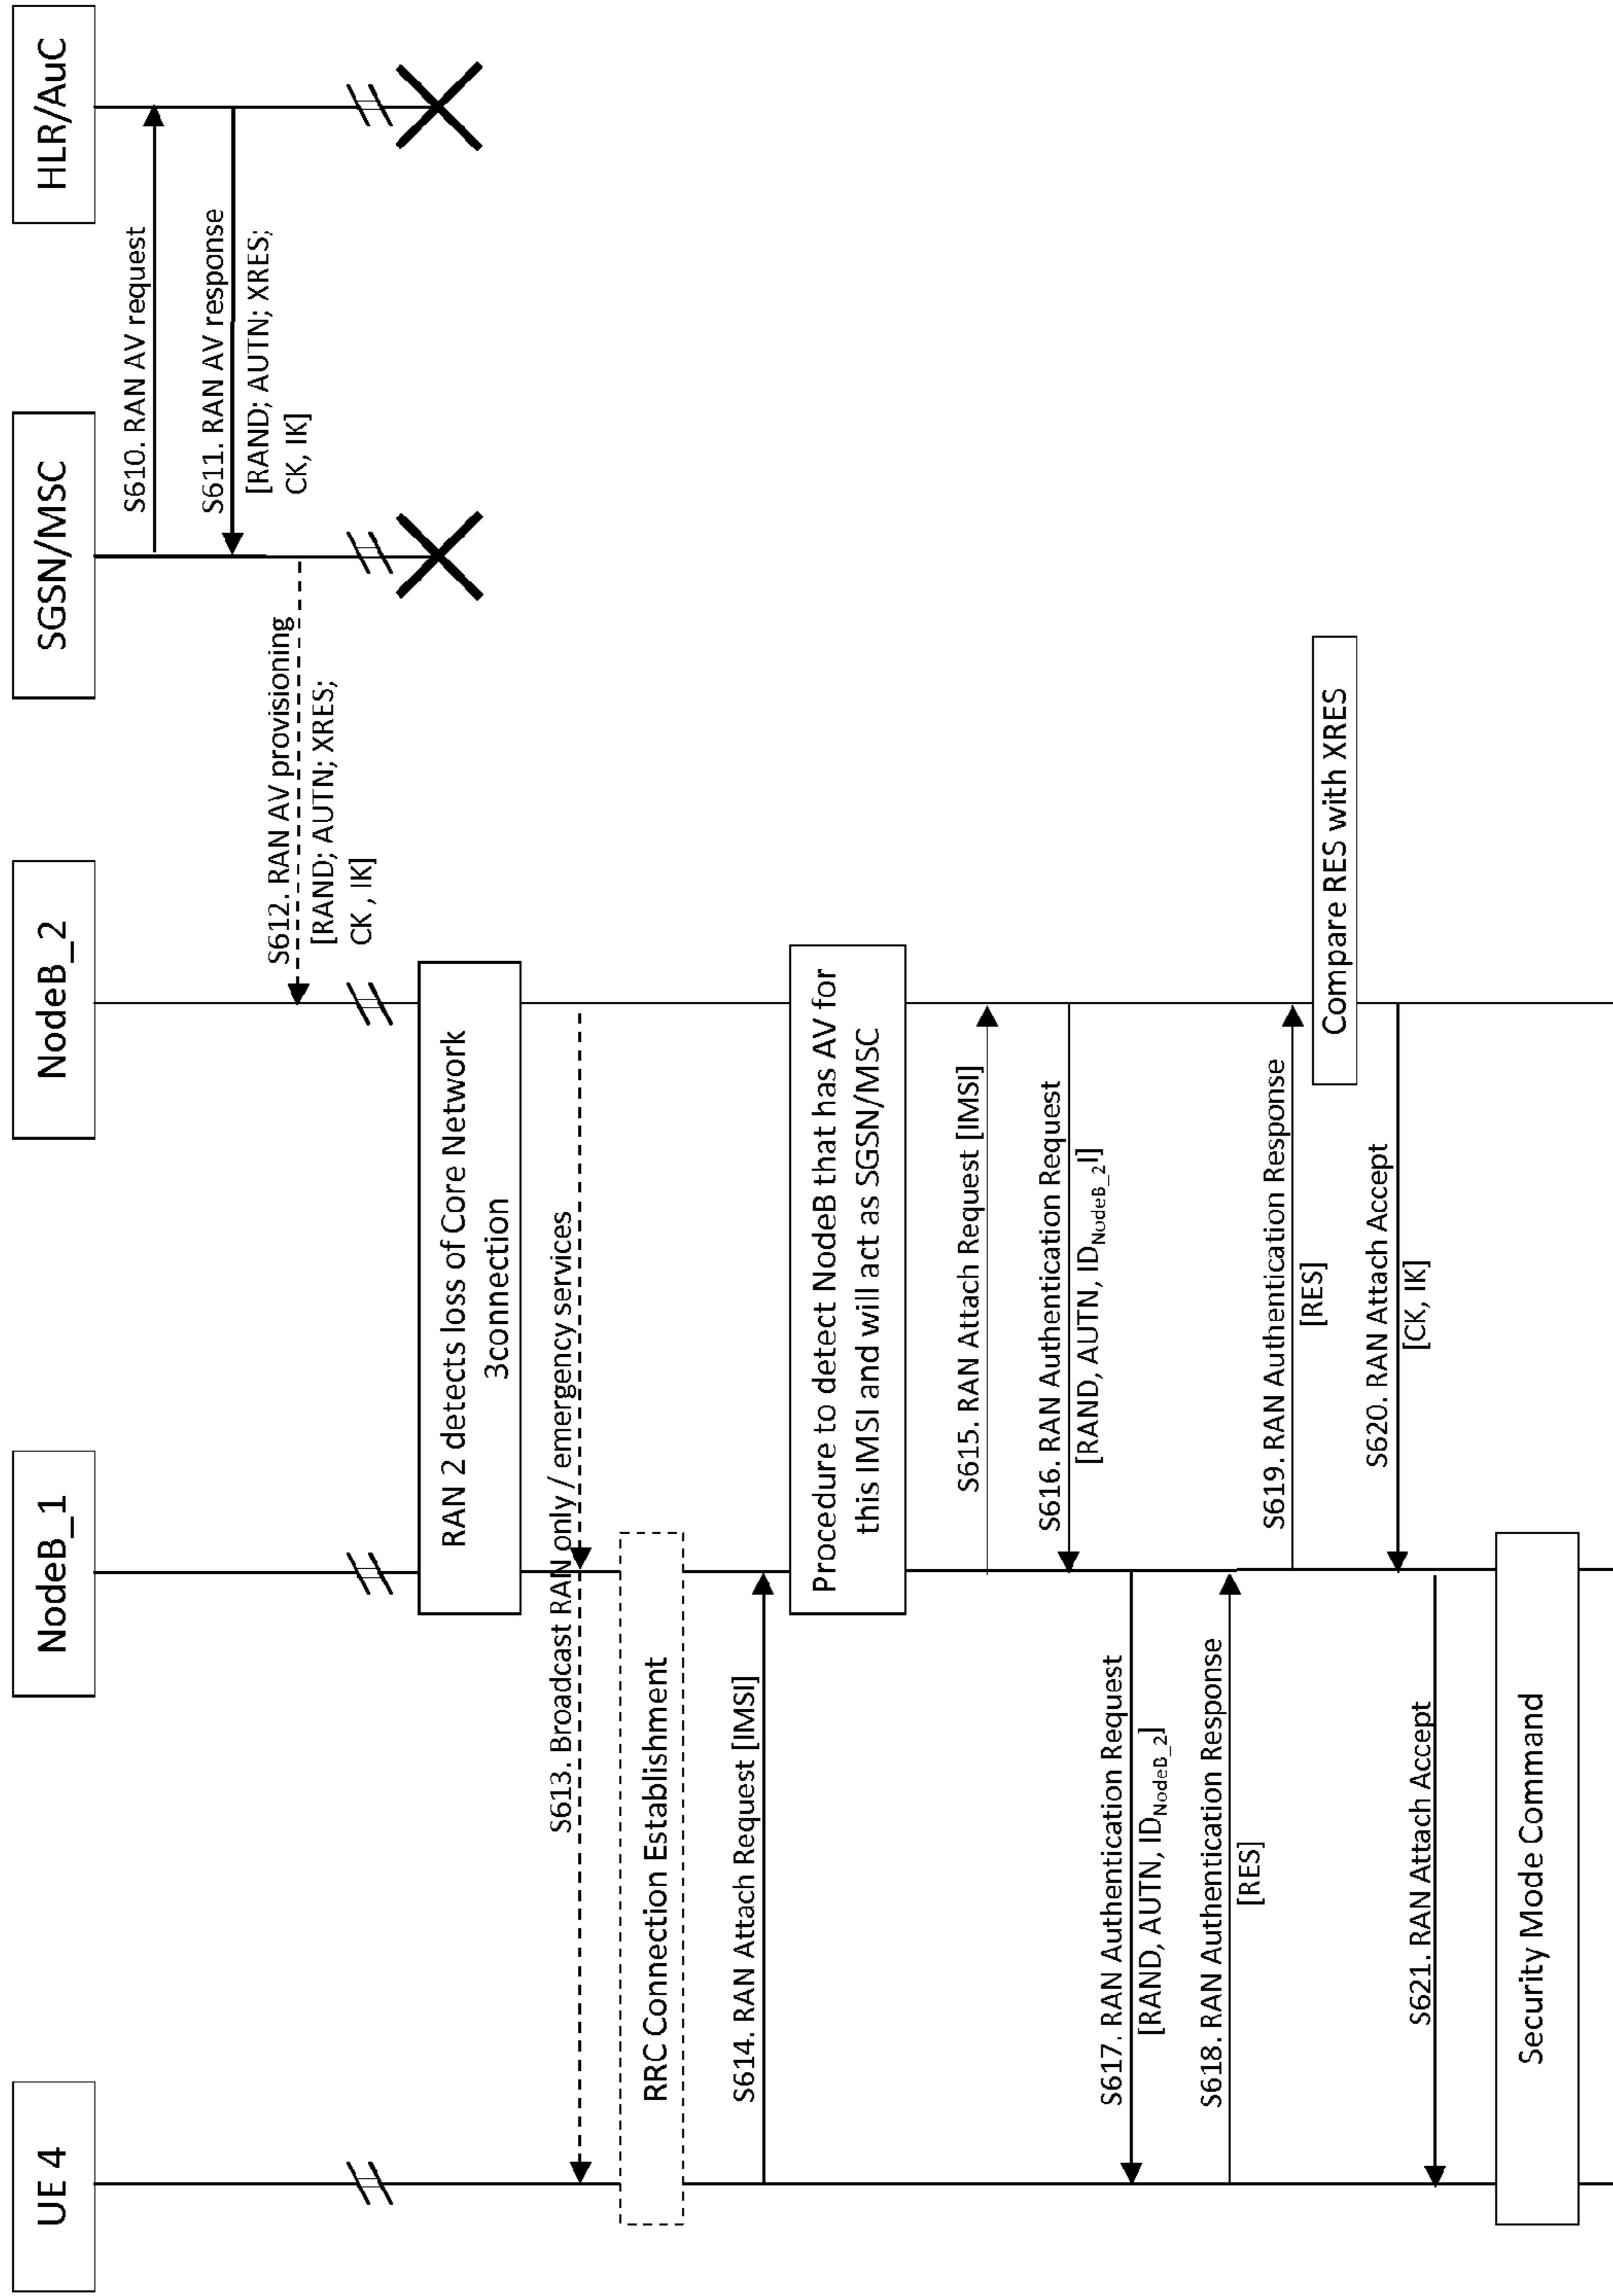 UE 4
NodeB_1
NodeB_2
SGSN/MSC
HLR/AuC
S610. RAN AV request
S611. RAN AV response
[RAND; AUTN; XRES;
CK, IK]
S612. RAN AV provisioning
[RAND; AUTN; XRES;
CK , IK]
RAN 2 detects loss of Core Network
3connection
S613. Broadcast RAN only / emergency services
RRC Connection Establishment
S614. RAN Attach Request [IMSI]
Procedure to detect NodeB that has AV for
this IMSI and will act as SGSN/MSC
S615. RAN Attach Request [IMSI]
S616. RAN Authentication Request
[RAND, AUTN, ID_NodeB_2 I]
S617. RAN Authentication Request
[RAND, AUTN, ID_NodeB_2]
S618. RAN Authentication Response
[RES]
S619. RAN Authentication Response
[RES]
Compare RES with XRES
S620. RAN Attach Accept
[CK, IK]
S621. RAN Attach Accept
Security Mode Command